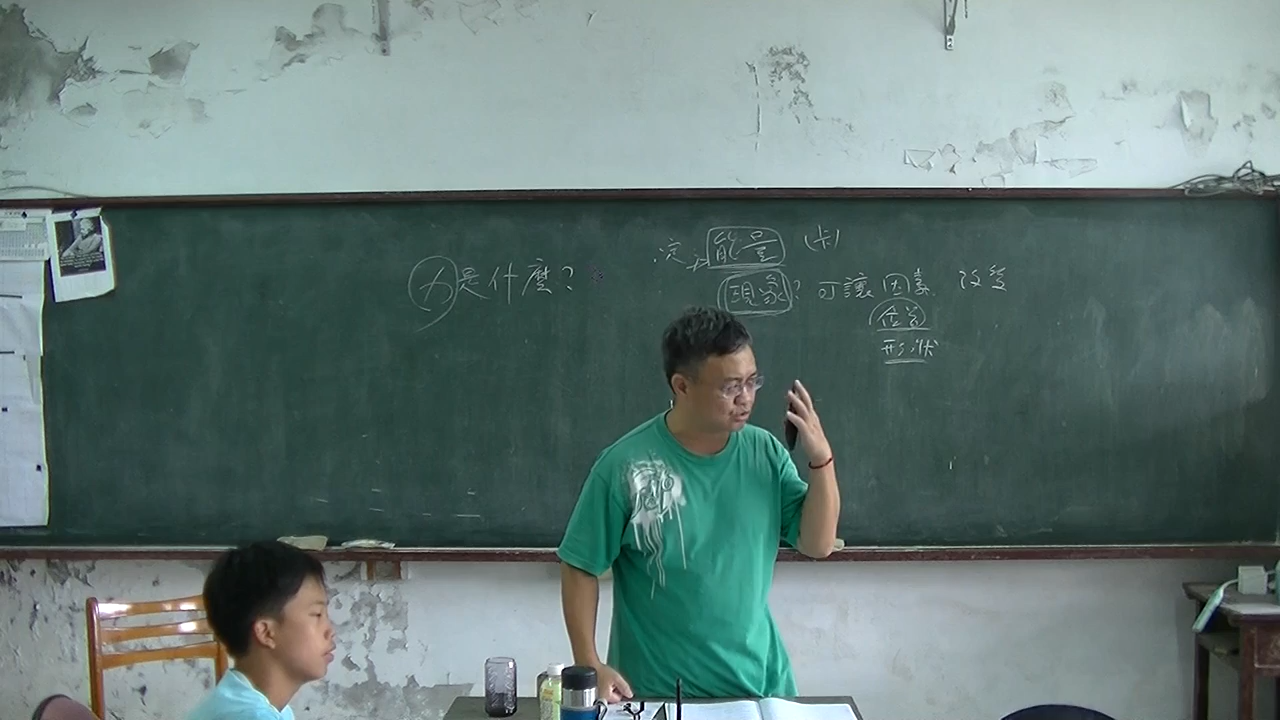 力是什麼?
能量 (卡)
現象? 可讓 因素 改變
位置
形狀